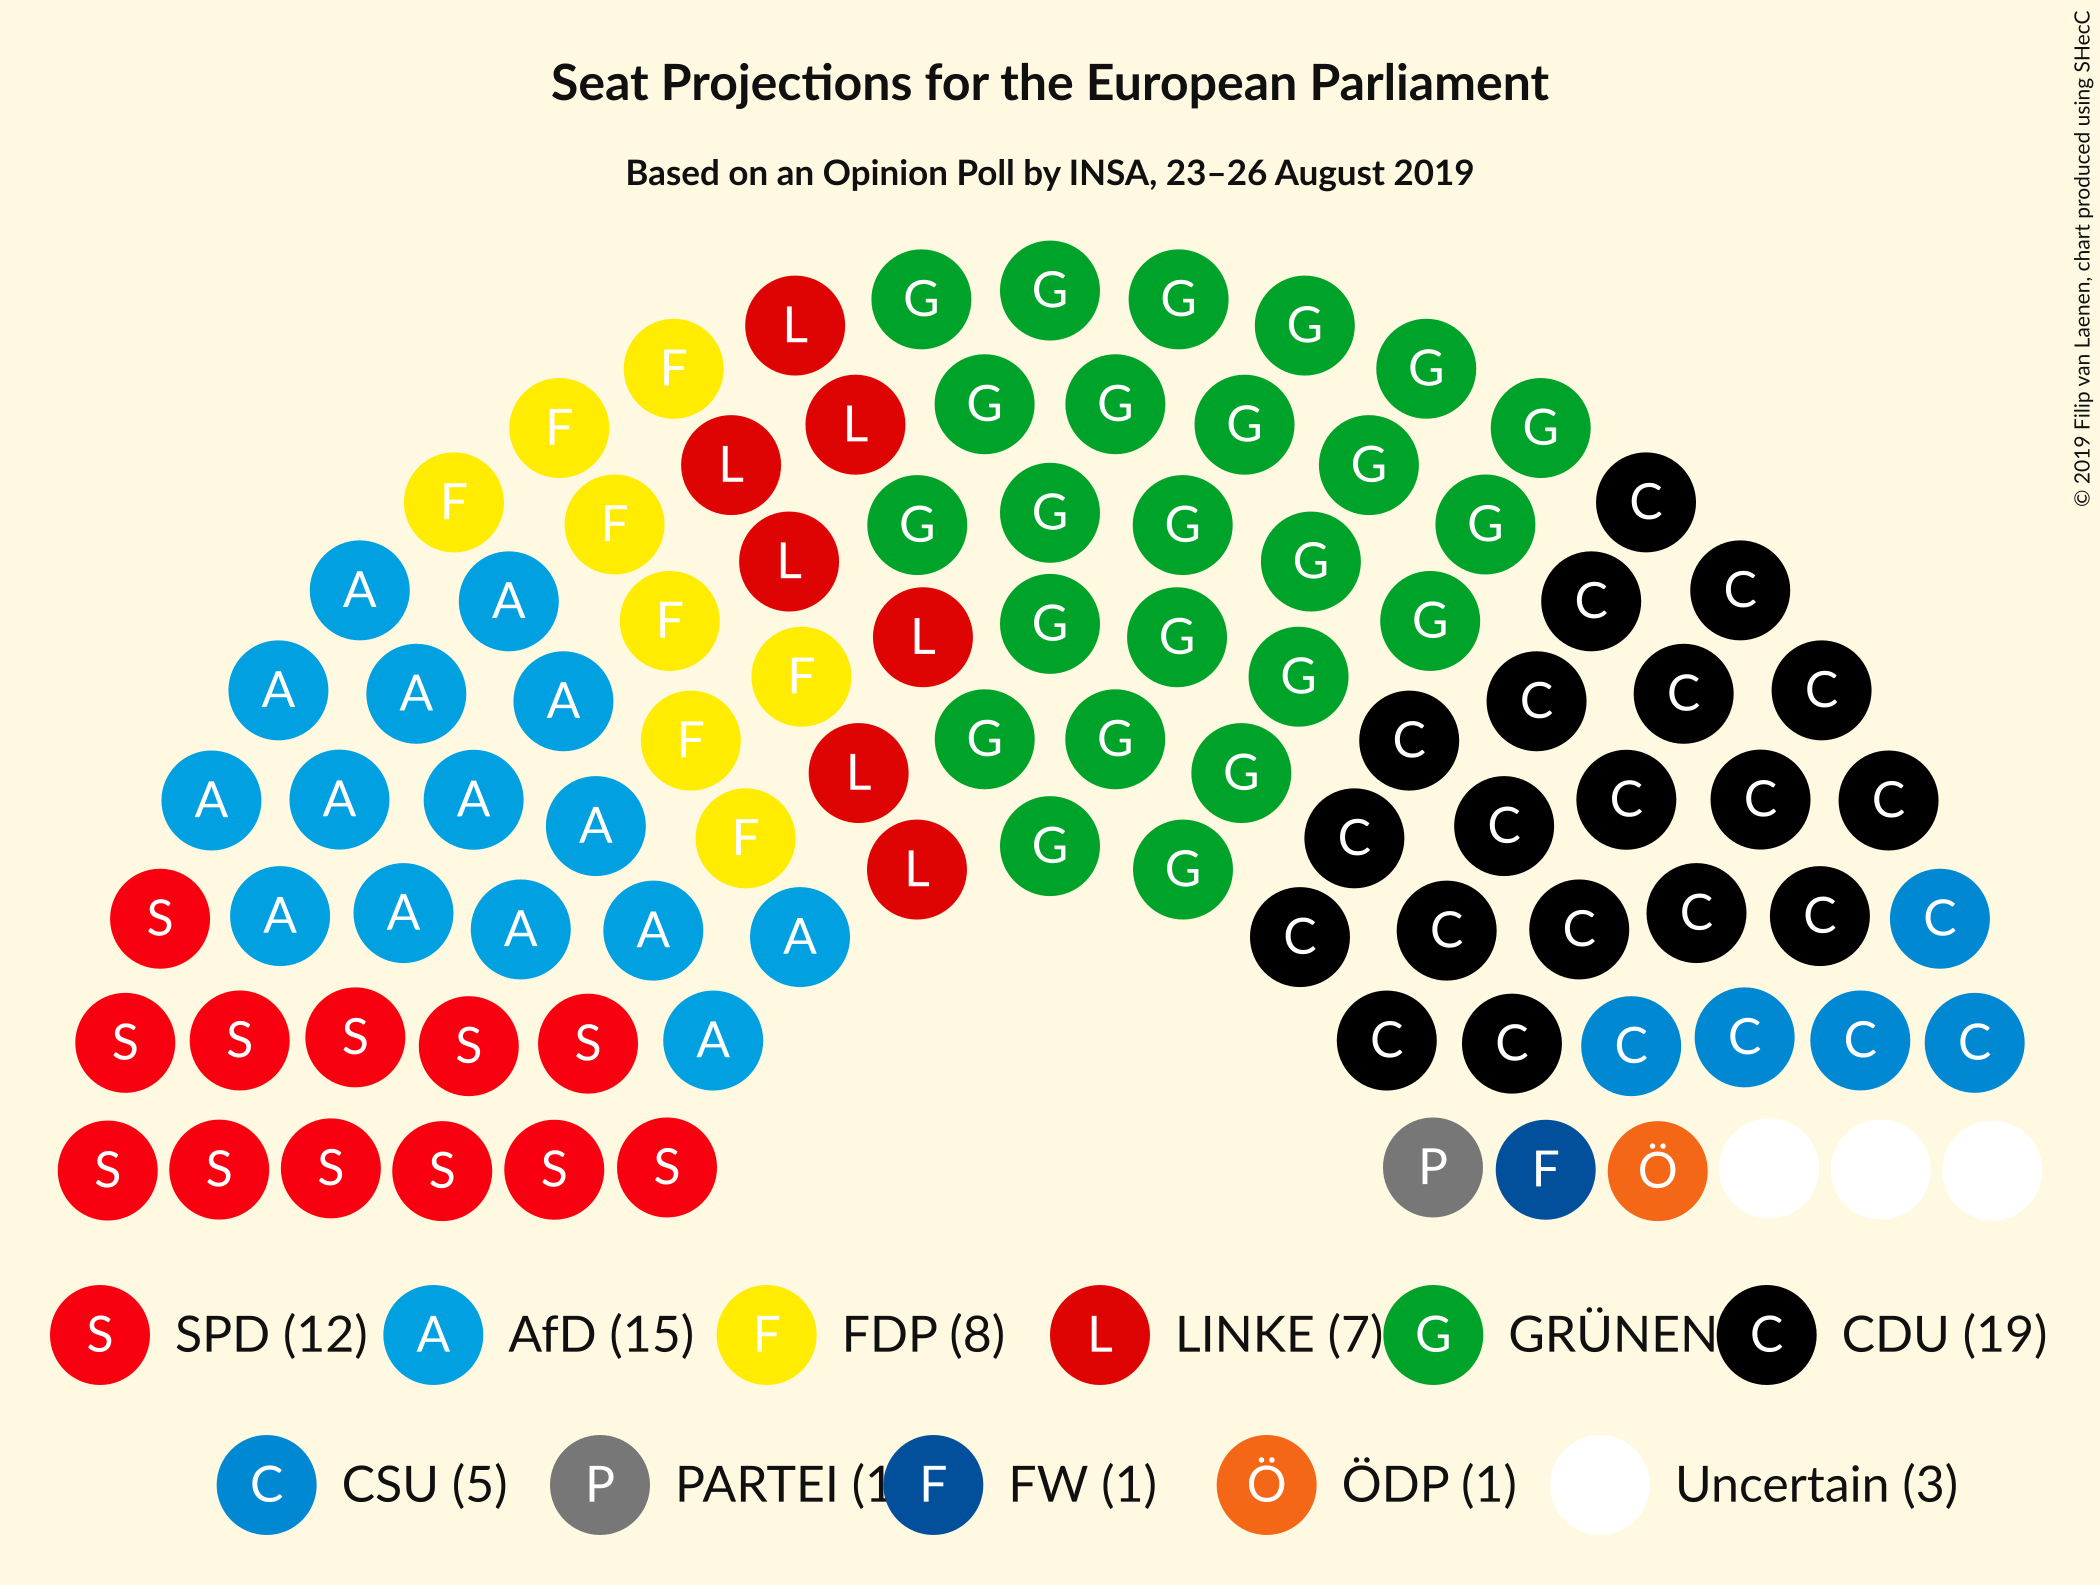 Seat Projections for the European Parliament
Based on an Opinion Poll by INSA, 23–26 August 2019
© 2019 Filip van Laenen, chart produced using SHecC
G G G G G G
L
F
F
G G G G G
L
L
F
F
C
G G G G G
L
F
A A
C C
G G G
L
F
F
A A A A
C C C C
G G G
L
F
A A A A
C C C C C
G G
L
S A A A A A
C C C C C C
S S S S S A
C C C C C C
S S S S S S
P F Ö
S SPD (12) A AfD (15) F FDP (8) L LINKE (7) G GRÜNEN C CDU (19)
C CSU (5) P PARTEI (1 F FW (1) Ö ÖDP (1) Uncertain (3)